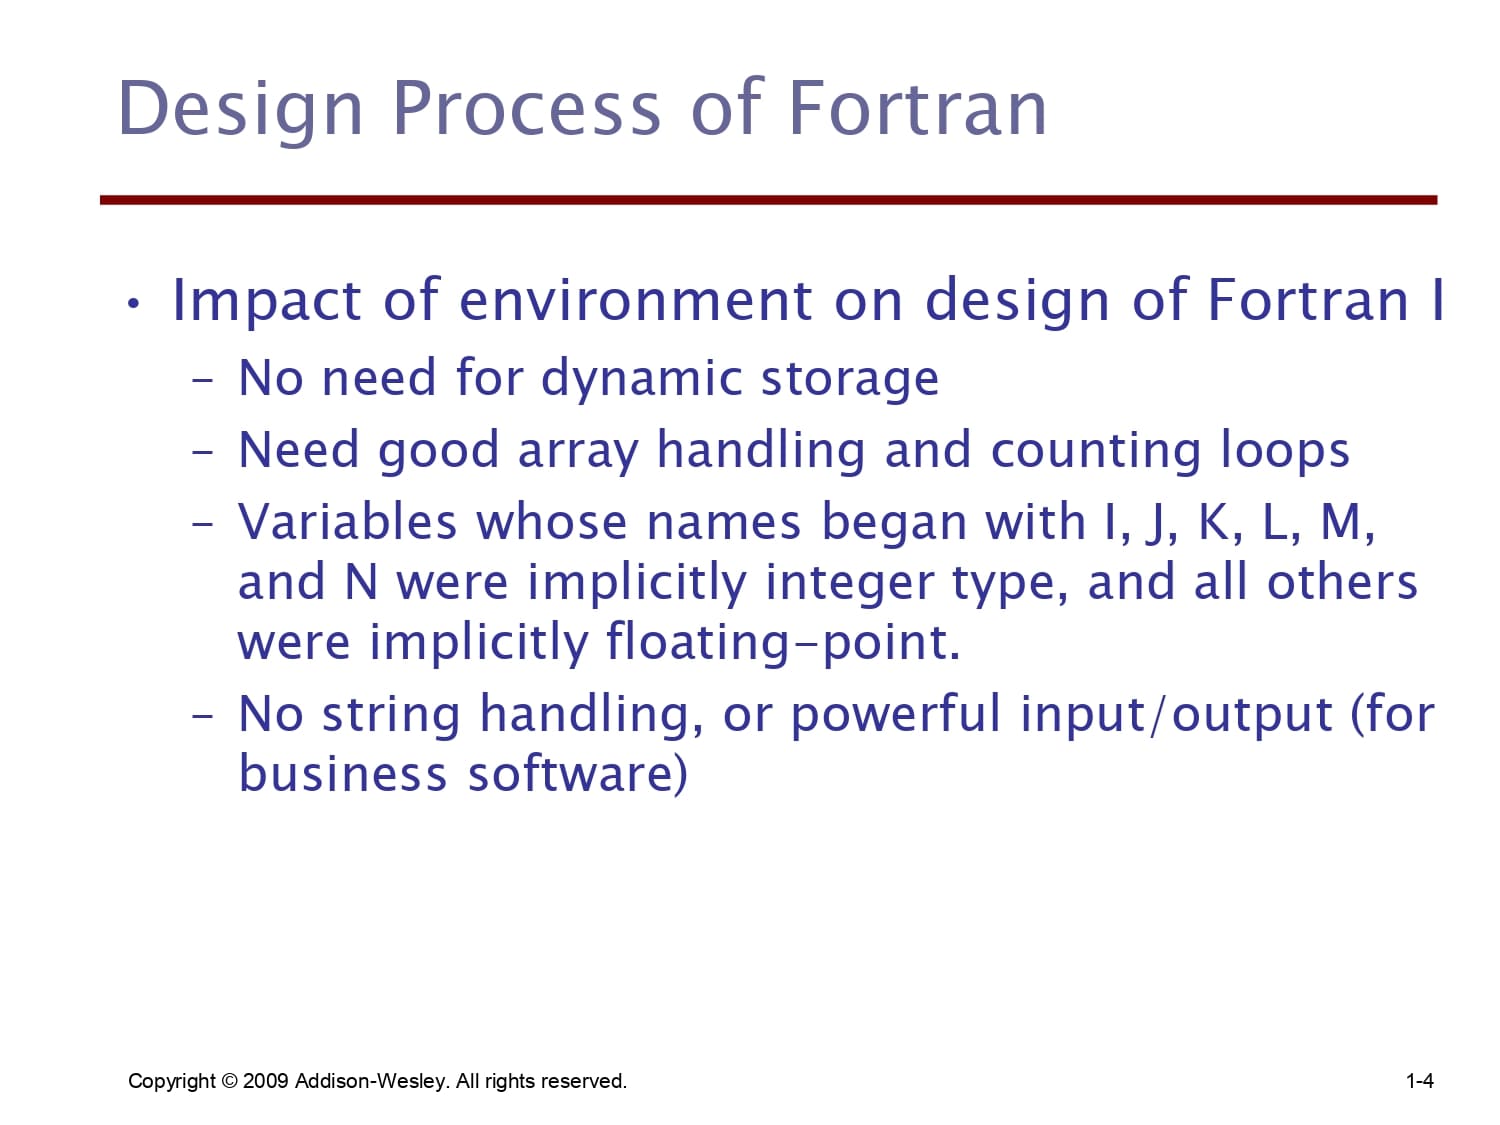 Design Process of Fortran
• Impact of environment on design of Fortran I
– No need for dynamic storage
– Need good array handling and counting loops
– Variables whose names began with I, J, K, L, M,
and N were implicitly integer type, and all others
were implicitly floating-point.
– No string handling, or powerful input/output (for
business software)
Copyright © 2009 Addison-Wesley. All rights reserved.
1-4